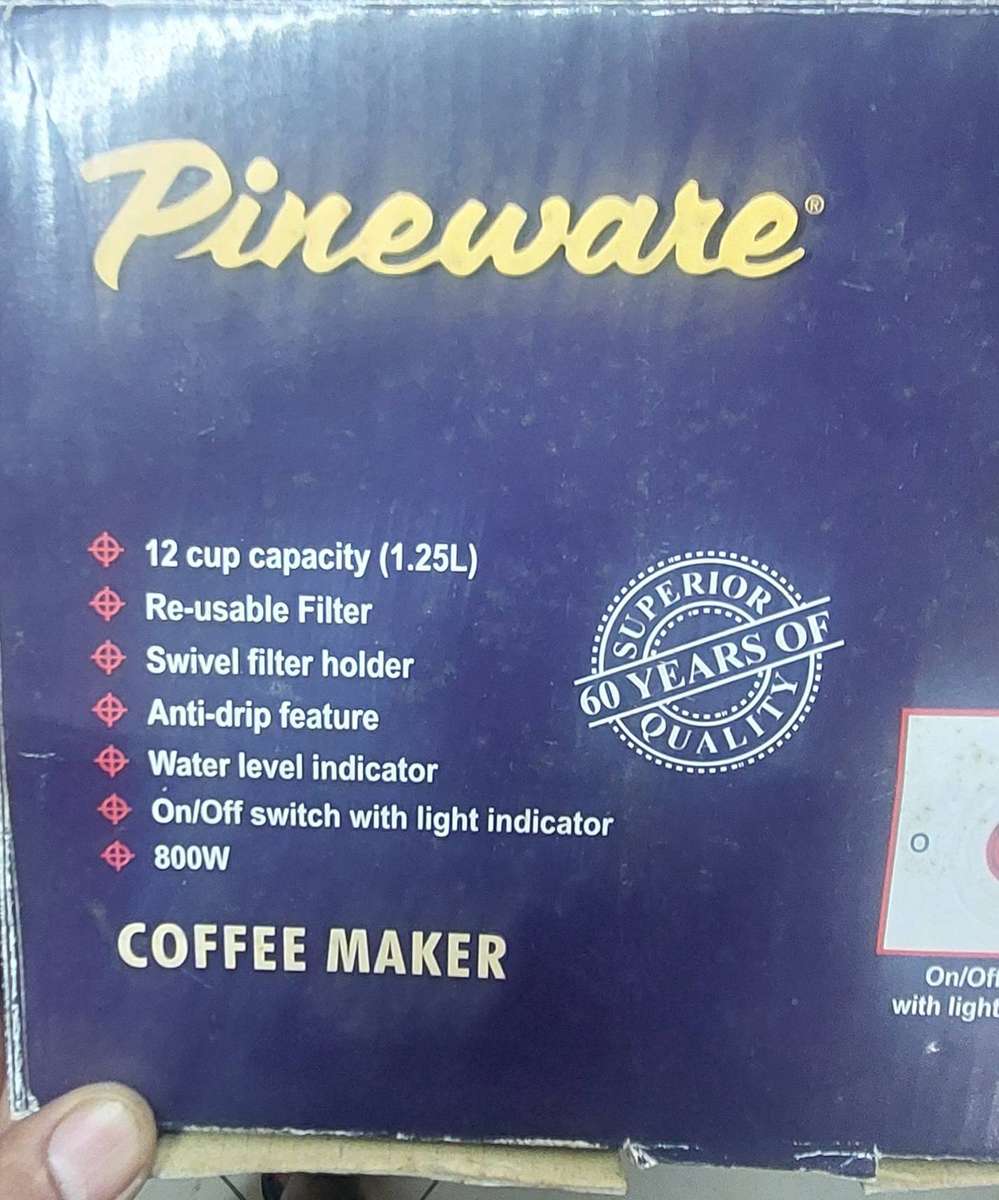 Pineware®
12 cup capacity (1.25L)
Re-usable Filter
Swivel filter holder
Anti-drip feature
Water level indicator
On/Off switch with light indicator
800W
SUPERIOR
60 YEARS OF
QUALITY
COFFEE MAKER
O
On/Off
with light